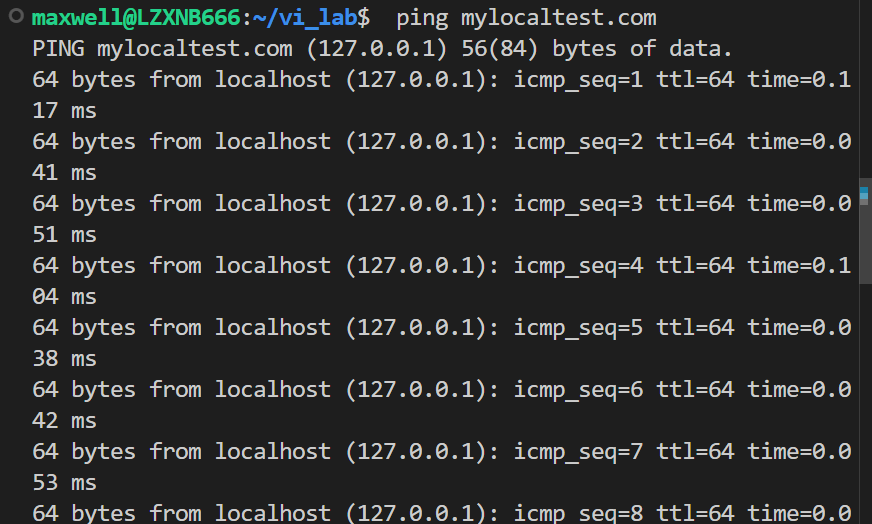 maxwell@LZXNB666:~/vi_lab$  ping mylocaltest.com
PING mylocaltest.com (127.0.0.1) 56(84) bytes of data.
64 bytes from localhost (127.0.0.1): icmp_seq=1 ttl=64 time=0.1
17 ms
64 bytes from localhost (127.0.0.1): icmp_seq=2 ttl=64 time=0.0
41 ms
64 bytes from localhost (127.0.0.1): icmp_seq=3 ttl=64 time=0.0
51 ms
64 bytes from localhost (127.0.0.1): icmp_seq=4 ttl=64 time=0.1
04 ms
64 bytes from localhost (127.0.0.1): icmp_seq=5 ttl=64 time=0.0
38 ms
64 bytes from localhost (127.0.0.1): icmp_seq=6 ttl=64 time=0.0
42 ms
64 bytes from localhost (127.0.0.1): icmp_seq=7 ttl=64 time=0.0
53 ms
64 bytes from localhost (127.0.0.1): icmp_seq=8 ttl=64 time=0.0